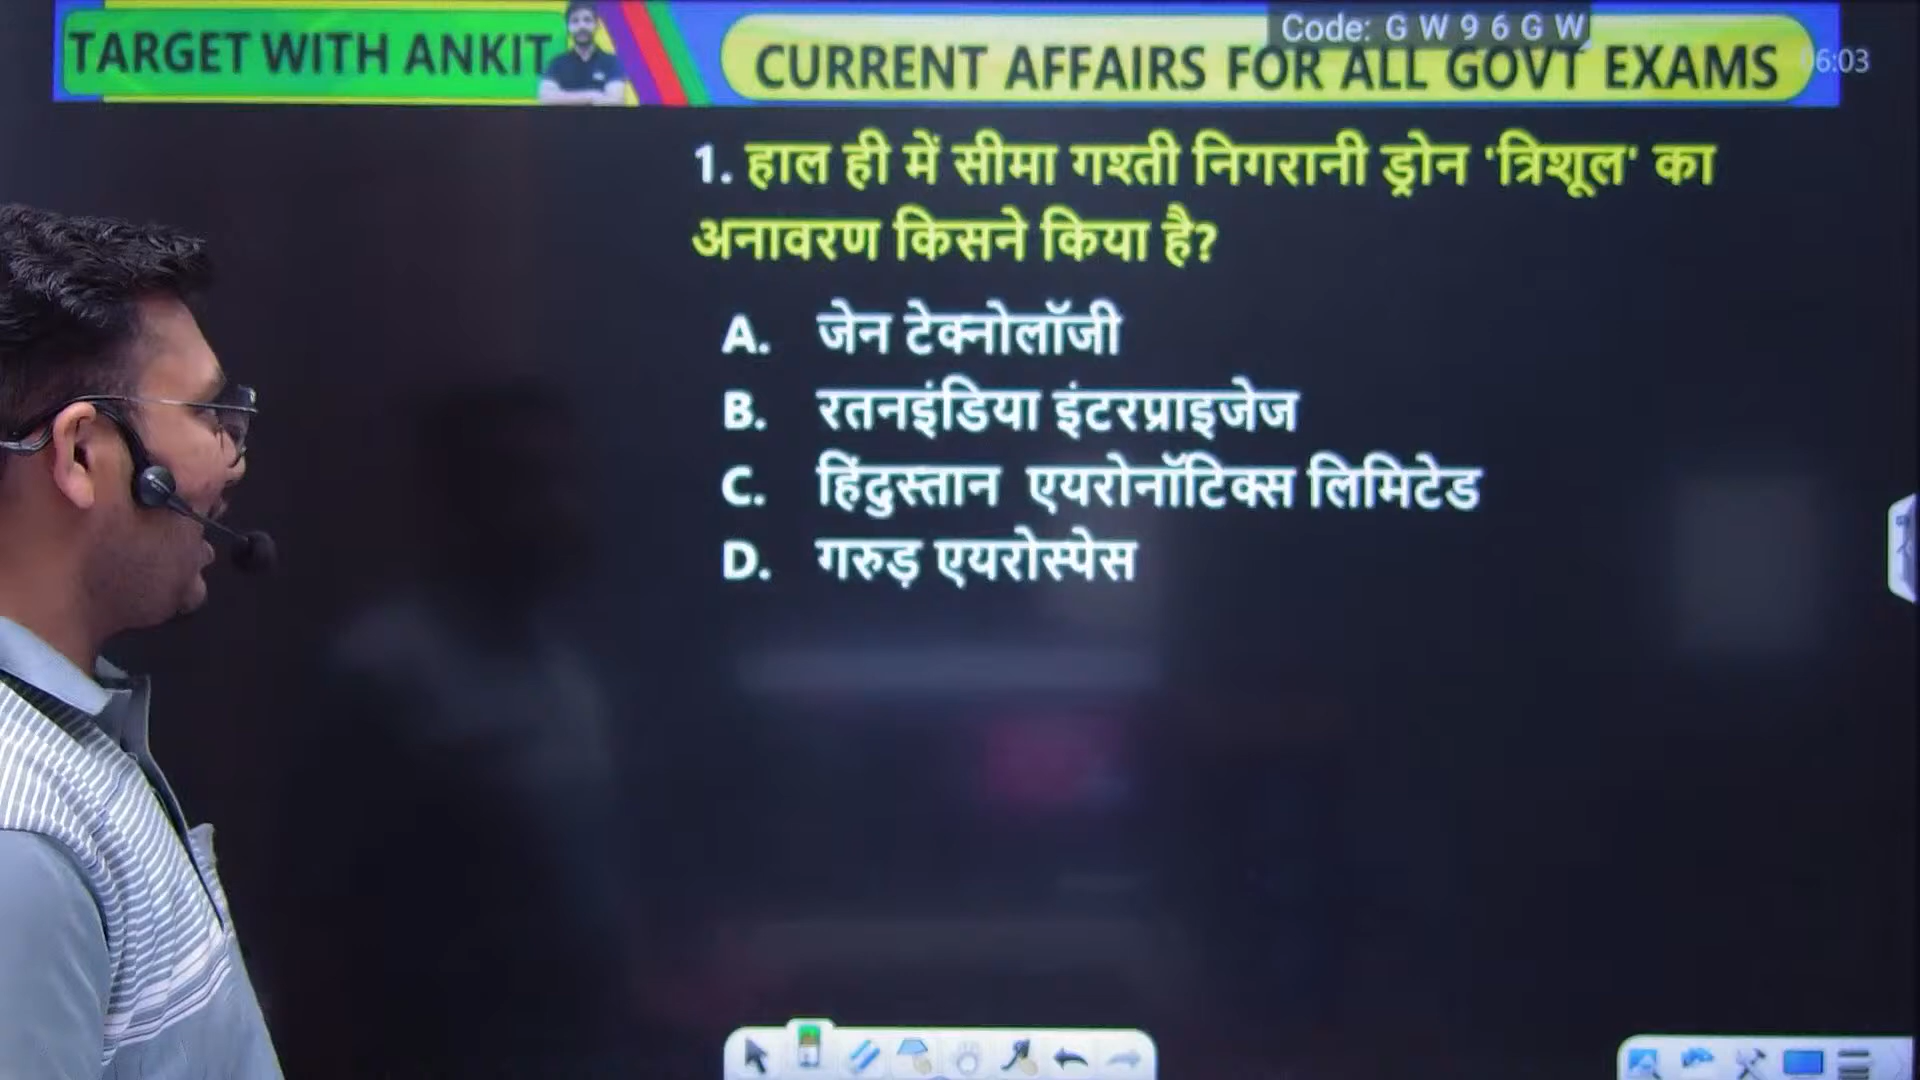 TARGET WITH ANKIT
Code: G W 9 6 G W
CURRENT AFFAIRS FOR ALL GOVT EXAMS
6:03
1. हाल ही में सीमा गश्ती निगरानी ड्रोन 'त्रिशूल' का
अनावरण किसने किया है?
A. जेन टेक्नोलॉजी
B. रतनइंडिया इंटरप्राइजेज
C. हिंदुस्तान एयरोनॉटिक्स लिमिटेड
D. गरुड़ एयरोस्पेस